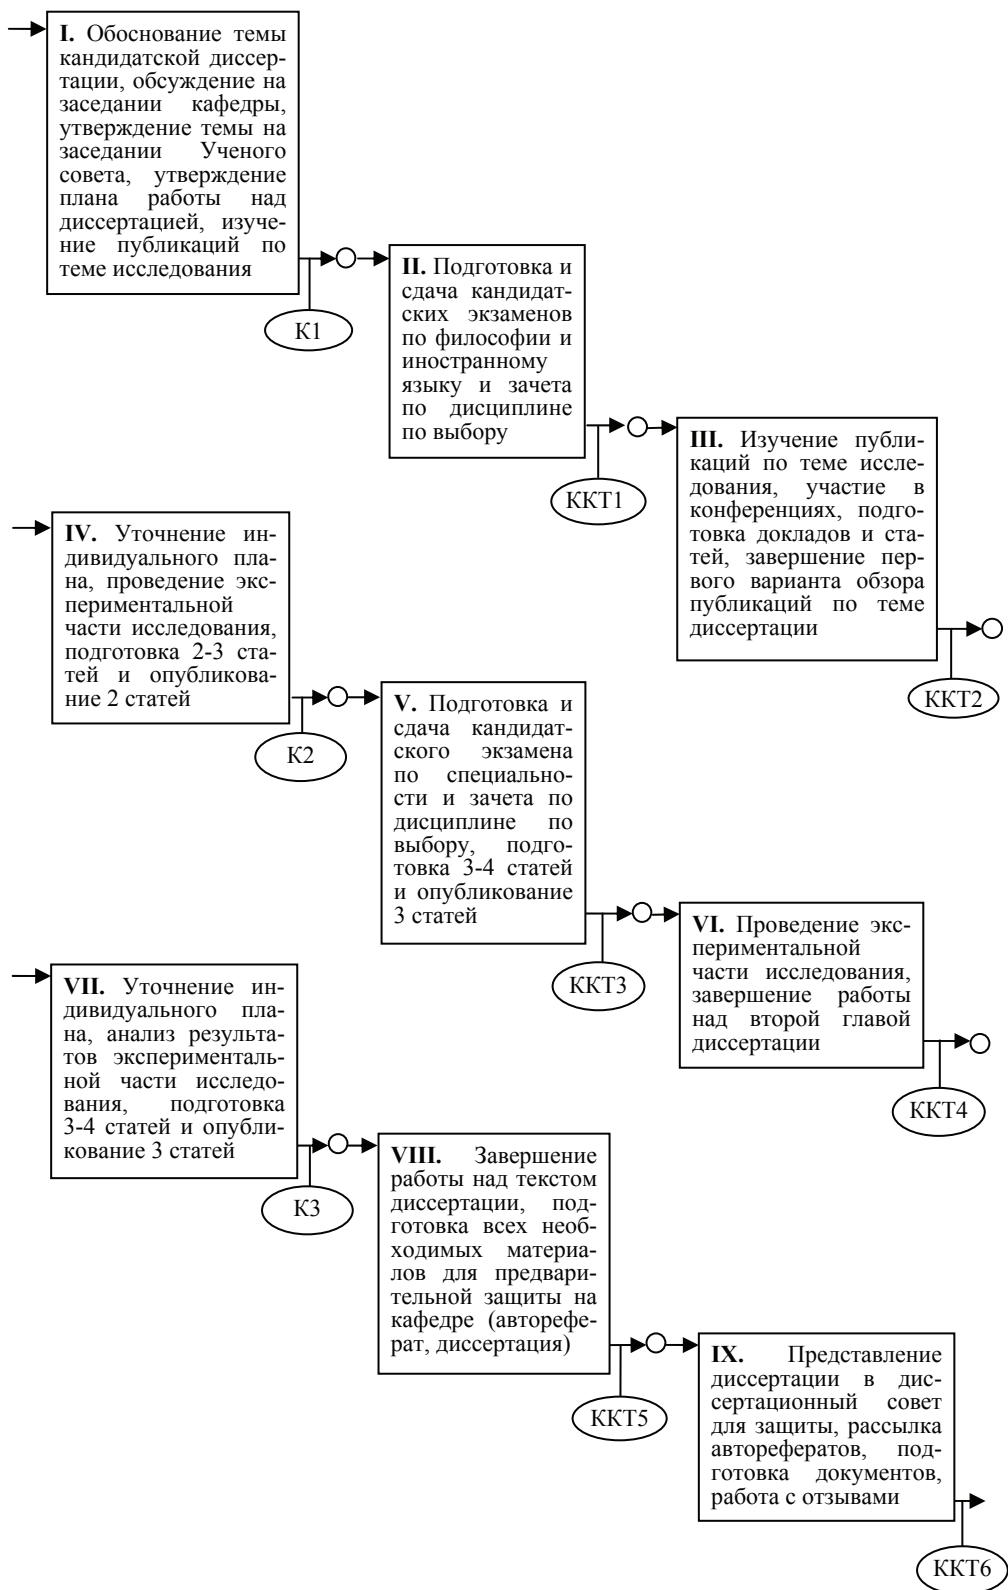 I. Обоснование темы
кандидатской диссер-
тации, обсуждение на
заседании кафедры,
утверждение темы на
заседании Ученого
совета, утверждение
плана работы над
диссертацией, изуче-
ние публикаций по
теме исследования
К1
II. Подготовка и
сдача кандидат-
ских экзаменов
по философии и
иностранному
языку и зачета
по дисциплине
по выбору
ККТ1
III. Изучение публи-
каций по теме иссле-
дования, участие в
конференциях, подго-
товка докладов и ста-
тей, завершение пер-
вого варианта обзора
публикаций по теме
диссертации
ККТ2
IV. Уточнение ин-
дивидуального пла-
на, проведение экс-
периментальной
части исследования,
подготовка 2-3 ста-
тей и опубликова-
ние 2 статей
К2
V. Подготовка и
сдача кандидат-
ского экзамена
по специально-
сти и зачета по
дисциплине по
выбору, подго-
товка 3-4 статей
и опубликование
3 статей
ККТ3
VI. Проведение экс-
периментальной
части исследования,
завершение работы
над второй главой
диссертации
ККТ4
VII. Уточнение ин-
дивидуального пла-
на, анализ результа-
тов эксперименталь-
ной части исследо-
вания, подготовка
3-4 статей и опубли-
кование 3 статей
К3
VIII. Завершение
работы над текстом
диссертации, под-
готовка всех необ-
ходимых материа-
лов для предвари-
тельной защиты на
кафедре (авторефе-
рат, диссертация)
ККТ5
IX. Представление
диссертации в дис-
сертационный совет
для защиты, рассылка
авторефератов, под-
готовка документов,
работа с отзывами
ККТ6